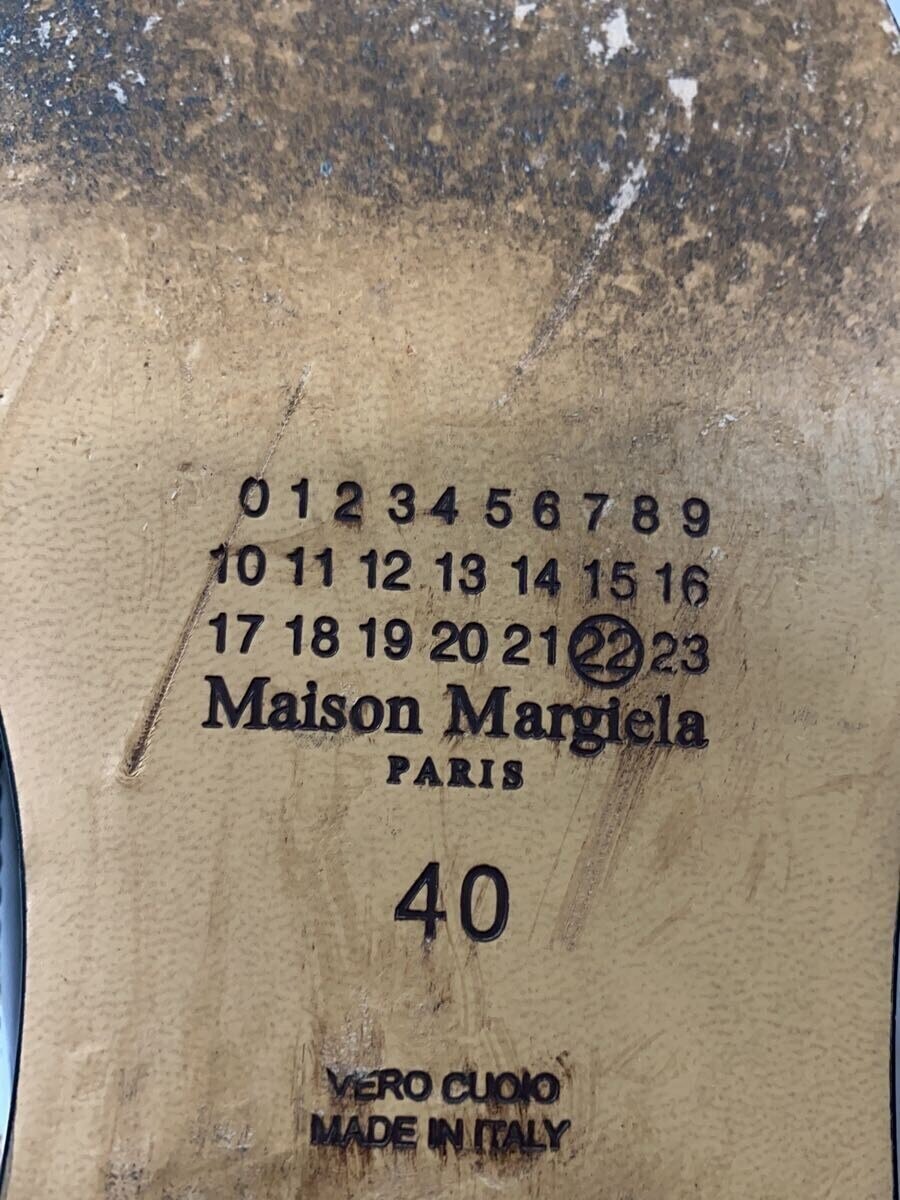 0 1 2 3 4 5 6 7 8 9
10 11 12 13 14 15 16
17 18 19 20 21 22 23
Maison Margiela
PARIS
40
VERO CUOIO
MADE IN ITALY